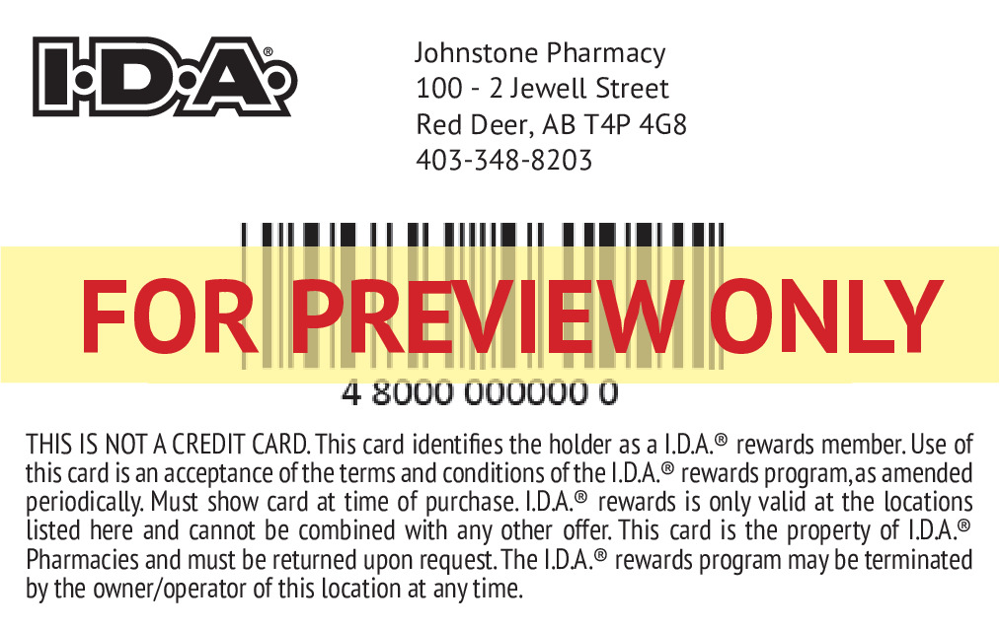 I·D·A·®
Johnstone Pharmacy
100 - 2 Jewell Street
Red Deer, AB T4P 4G8
403-348-8203
FOR PREVIEW ONLY
4 8000 000000 0
THIS IS NOT A CREDIT CARD. This card identifies the holder as a I.D.A.® rewards member. Use of
this card is an acceptance of the terms and conditions of the I.D.A.® rewards program, as amended
periodically. Must show card at time of purchase. I.D.A.® rewards is only valid at the locations
listed here and cannot be combined with any other offer. This card is the property of I.D.A.®
Pharmacies and must be returned upon request. The I.D.A.® rewards program may be terminated
by the owner/operator of this location at any time.